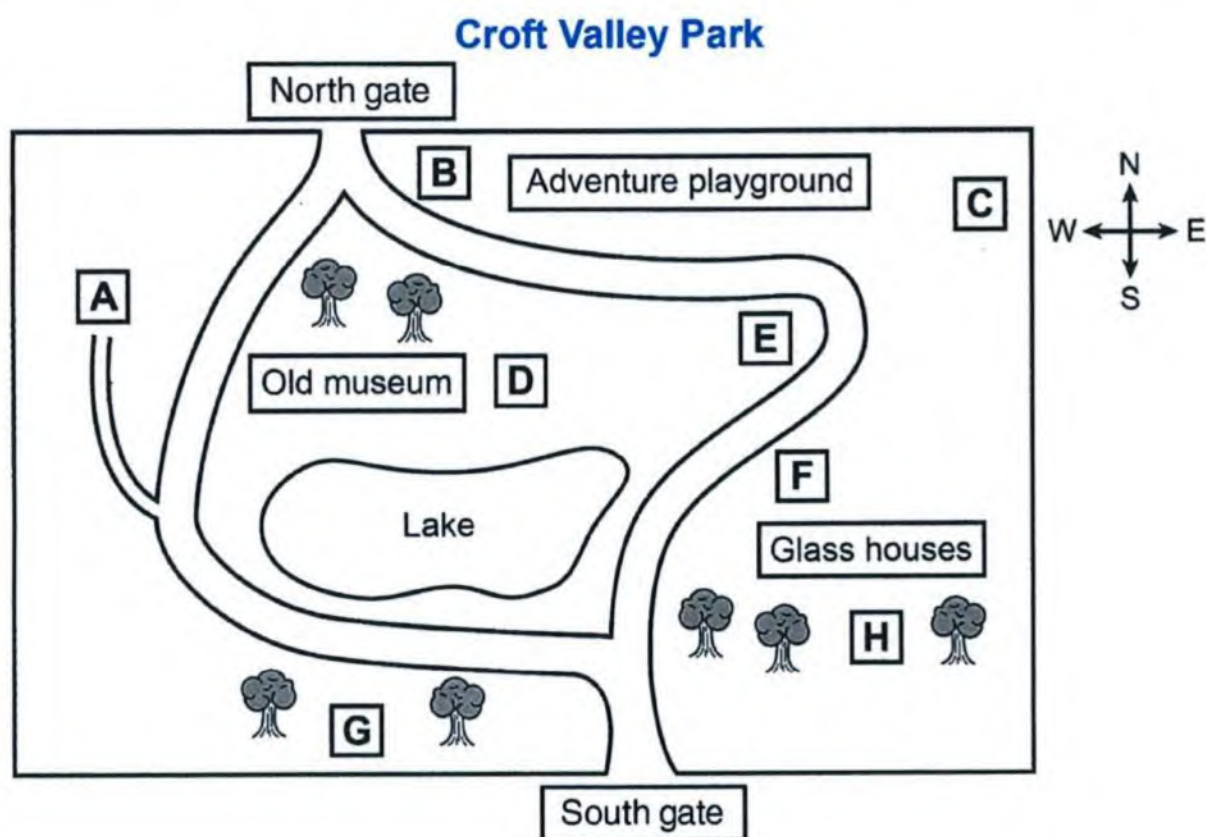 Croft Valley Park
North gate
B
Adventure playground
C
N
W
E
S
A
E
Old museum
D
F
Lake
Glass houses
H
G
South gate